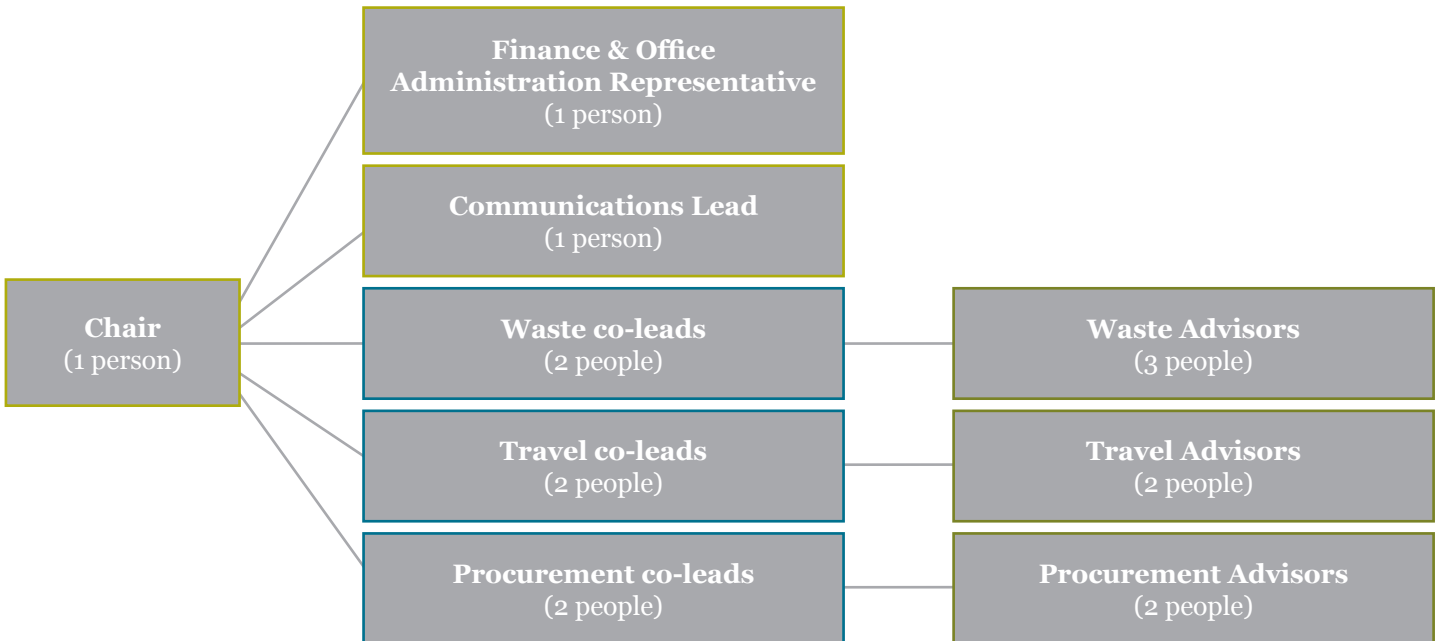 Finance & Office
Administration Representative
(1 person)
Communications Lead
(1 person)
Chair
(1 person)
Waste co-leads
(2 people)
Waste Advisors
(3 people)
Travel co-leads
(2 people)
Travel Advisors
(2 people)
Procurement co-leads
(2 people)
Procurement Advisors
(2 people)